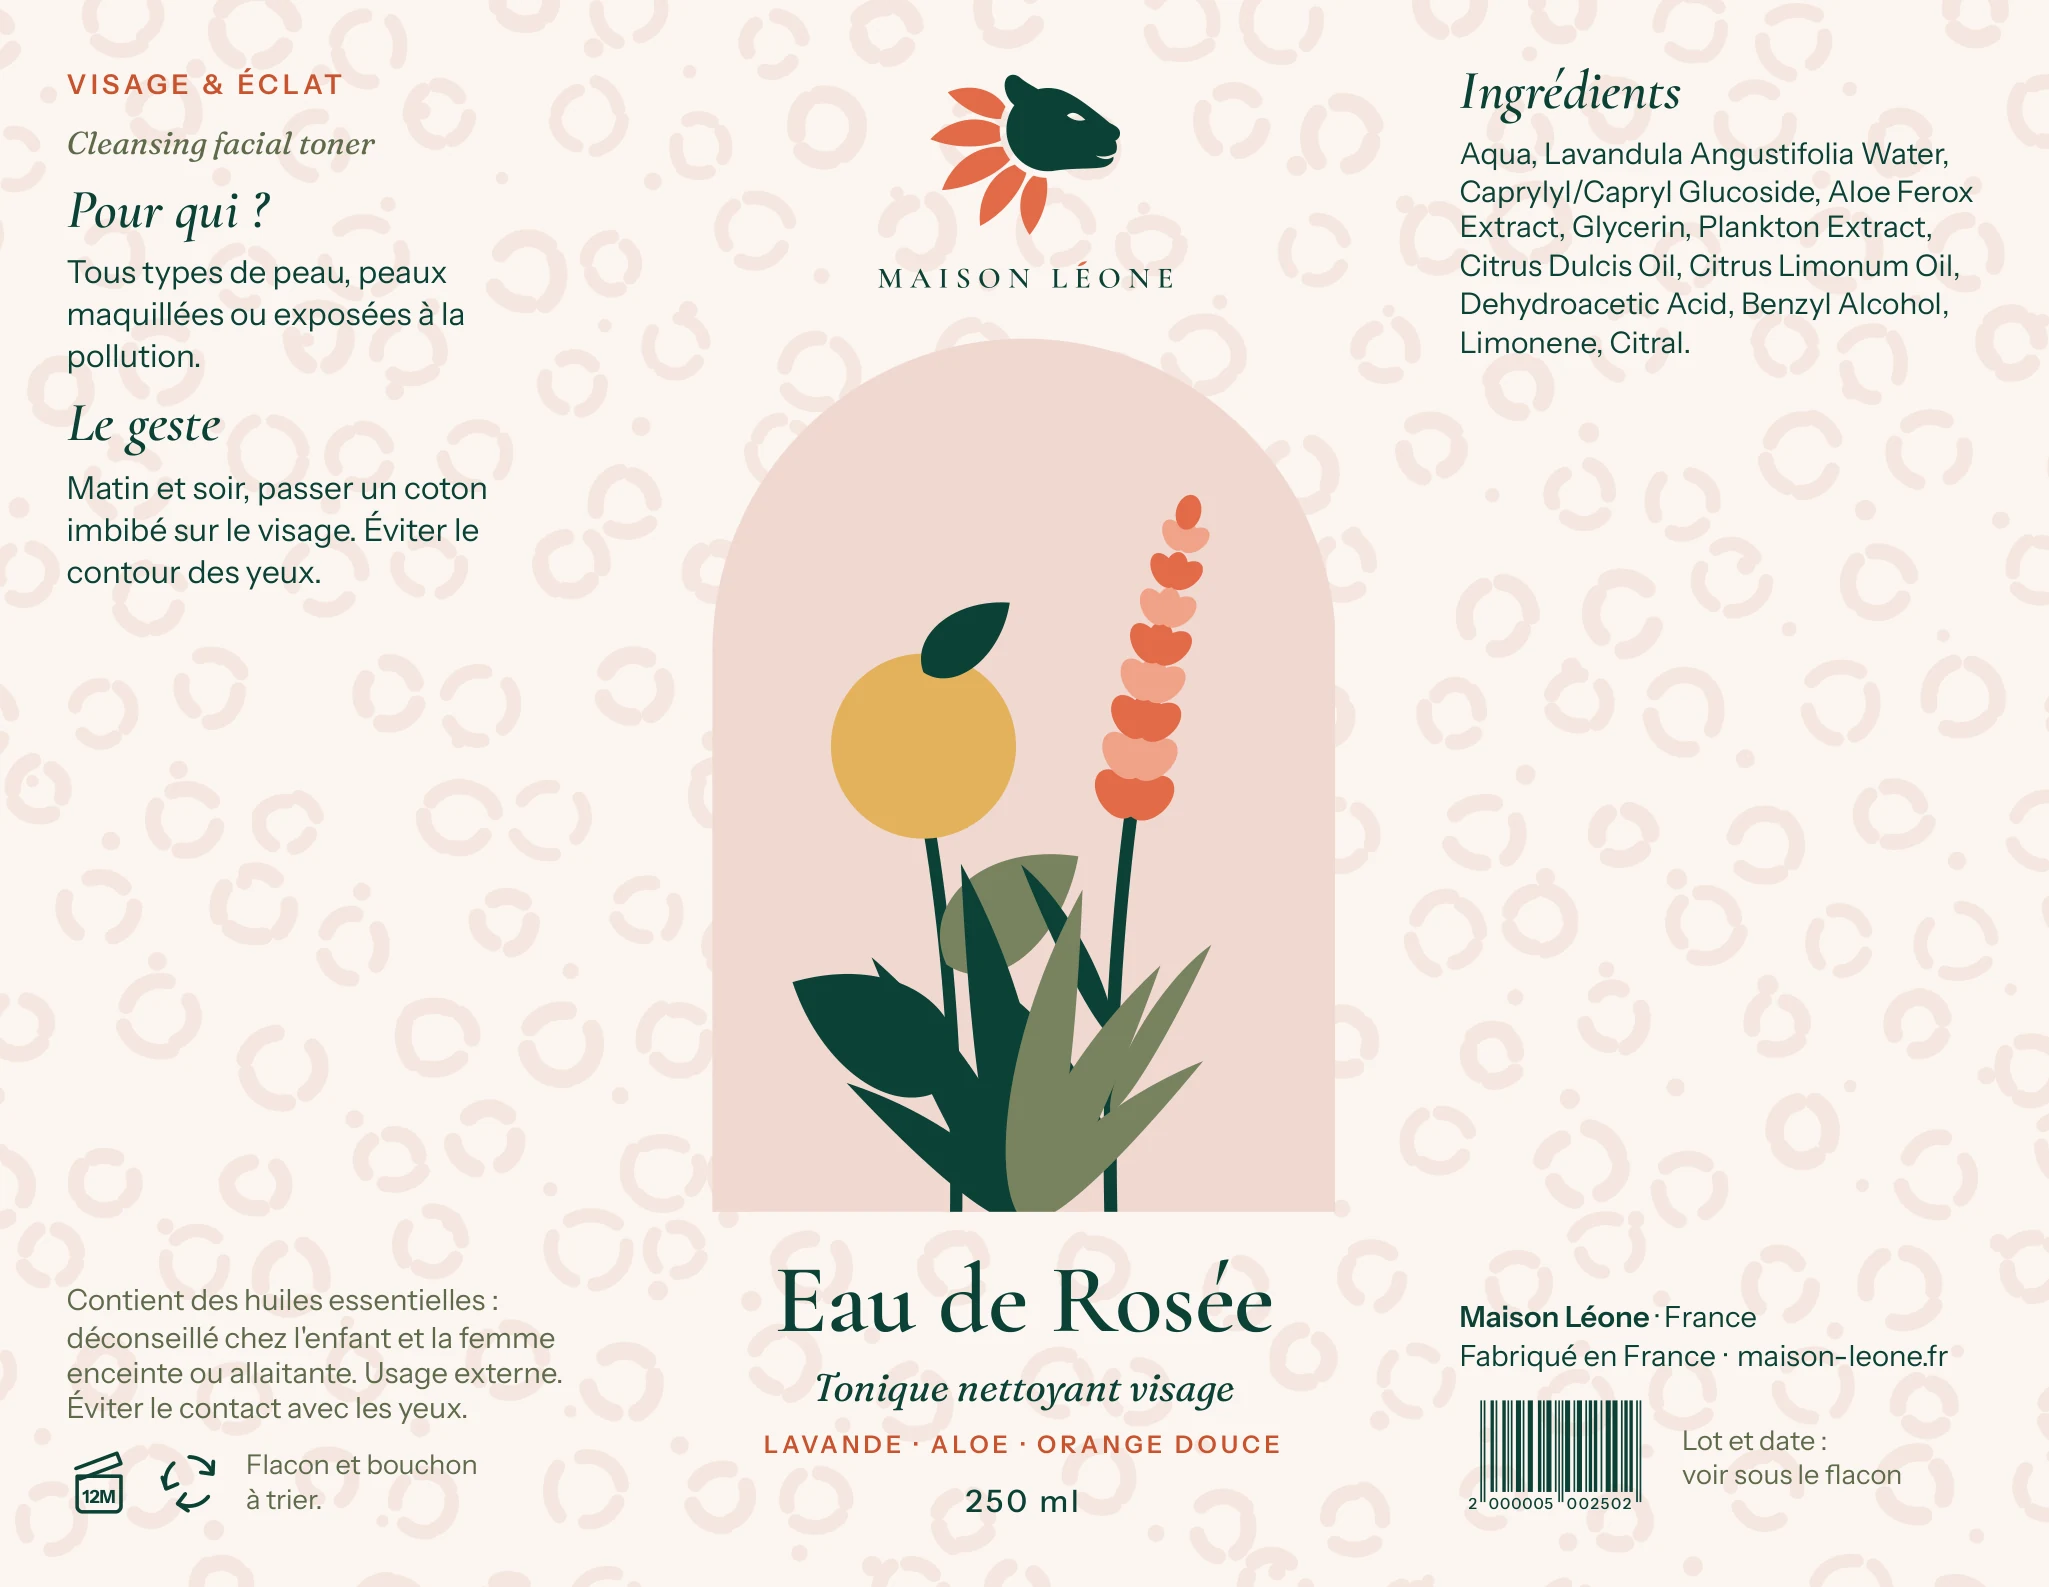 VISAGE & ÉCLAT
Cleansing facial toner
Pour qui ?
Tous types de peau, peaux
maquillées ou exposées à la
pollution.
Le geste
Matin et soir, passer un coton
imbibé sur le visage. Éviter le
contour des yeux.
Contient des huiles essentielles :
déconseillé chez l'enfant et la femme
enceinte ou allaitante. Usage externe.
Éviter le contact avec les yeux.
12M
Flacon et bouchon
à trier.
MAISON LÉONE
Eau de Rosée
Tonique nettoyant visage
LAVANDE · ALOE · ORANGE DOUCE
250 ml
Ingrédients
Aqua, Lavandula Angustifolia Water,
Caprylyl/Capryl Glucoside, Aloe Ferox
Extract, Glycerin, Plankton Extract,
Citrus Dulcis Oil, Citrus Limonum Oil,
Dehydroacetic Acid, Benzyl Alcohol,
Limonene, Citral.
Maison Léone · France
Fabriqué en France · maison-leone.fr
2 000005 002502
Lot et date :
voir sous le flacon